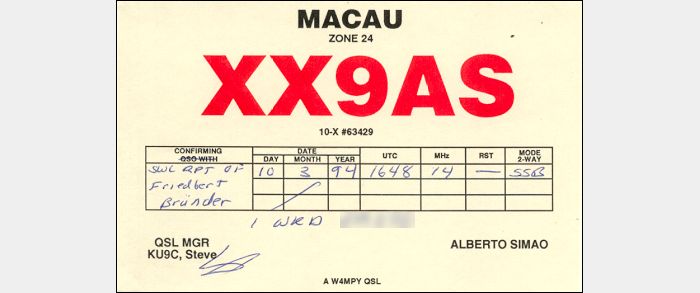 MACAU
ZONE 24
XX9AS
10-X #63429
CONFIRMING QSO WITH DATE DAY MONTH YEAR UTC MHz RST MODE 2-WAY
SWL RPT OF 10 3 94 1648 14 — SSB
Friedbert
Bründer
1 WKD
QSL MGR ALBERTO SIMAO
KU9C, Steve
A W4MPY QSL